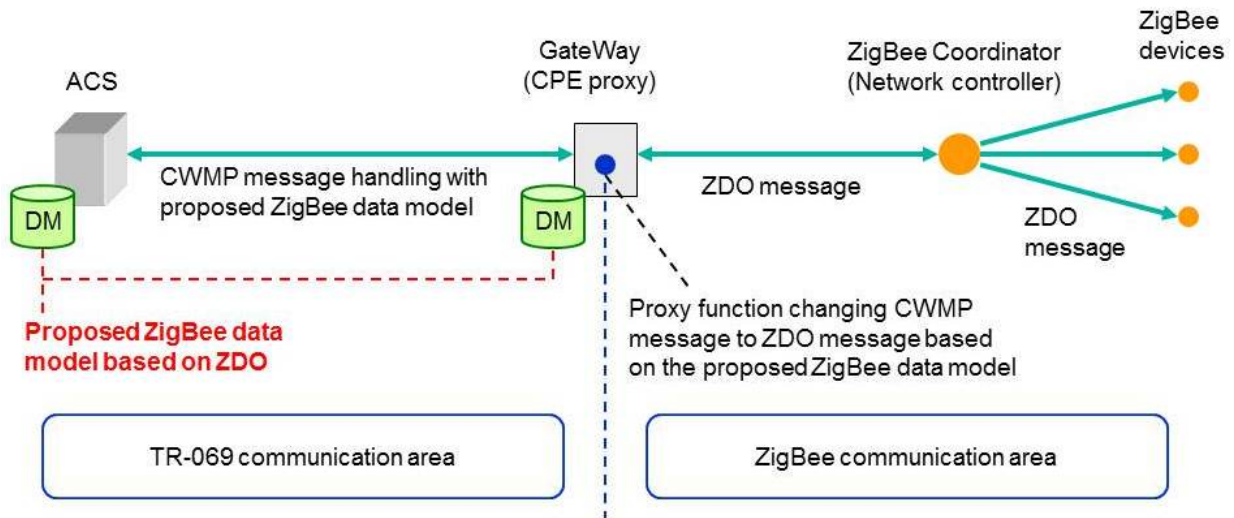 ACS
GateWay
(CPE proxy)
ZigBee Coordinator
(Network controller)
ZigBee
devices
CWMP message handling with
proposed ZigBee data model
ZDO message
ZDO
message
DM
DM
Proposed ZigBee data
model based on ZDO
Proxy function changing CWMP
message to ZDO message based
on the proposed ZigBee data model
TR-069 communication area
ZigBee communication area